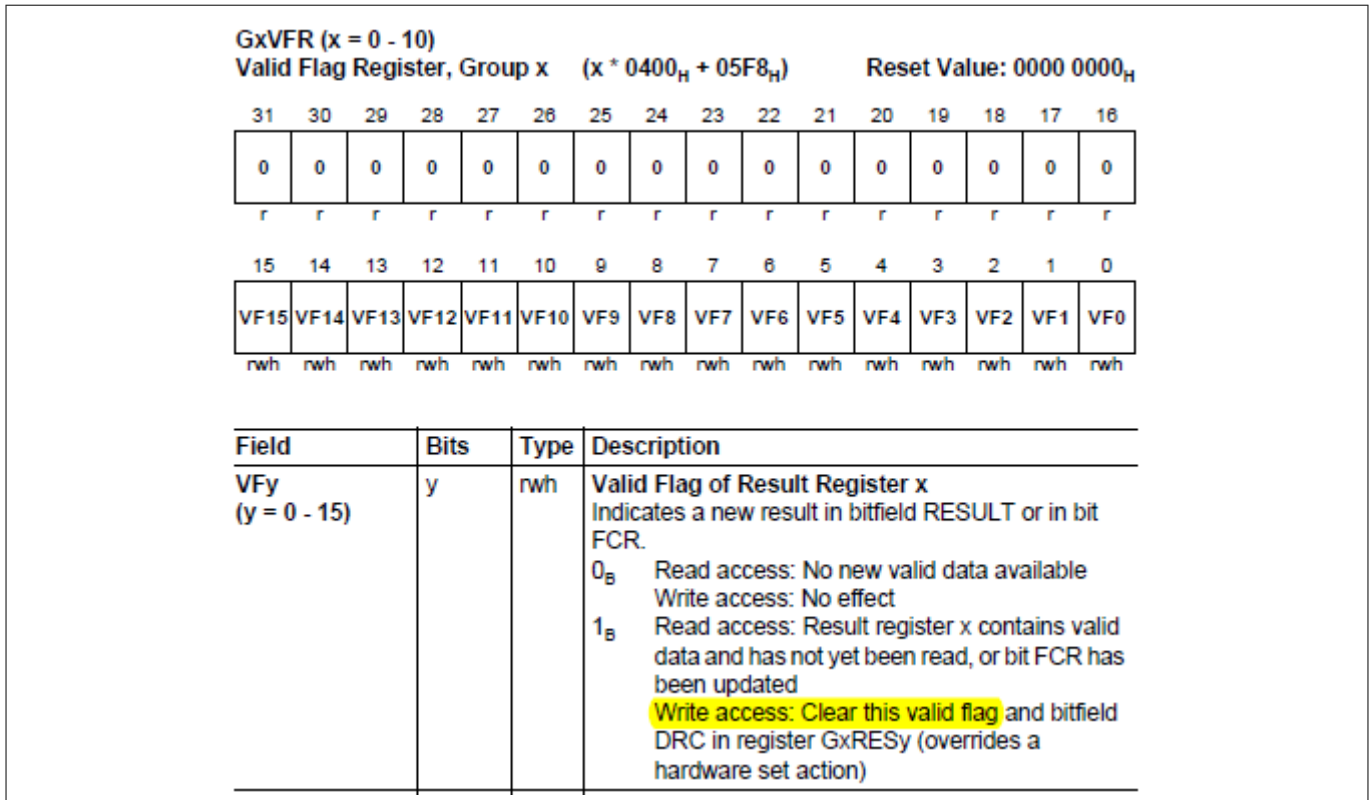 GxVFR (x = 0 - 10)
Valid Flag Register, Group x (x * 0400H + 05F8H) Reset Value: 0000 0000H
31 30 29 28 27 26 25 24 23 22 21 20 19 18 17 16
0 0 0 0 0 0 0 0 0 0 0 0 0 0 0 0
r r r r r r r r r r r r r r r r
15 14 13 12 11 10 9 8 7 6 5 4 3 2 1 0
VF15 VF14 VF13 VF12 VF11 VF10 VF9 VF8 VF7 VF6 VF5 VF4 VF3 VF2 VF1 VF0
rwh rwh rwh rwh rwh rwh rwh rwh rwh rwh rwh rwh rwh rwh rwh rwh
Field Bits Type Description
VFy y rwh Valid Flag of Result Register x
(y = 0 - 15) Indicates a new result in bitfield RESULT or in bit
FCR.
0B Read access: No new valid data available
Write access: No effect
1B Read access: Result register x contains valid
data and has not yet been read, or bit FCR has
been updated
Write access: Clear this valid flag and bitfield
DRC in register GxRESy (overrides a
hardware set action)